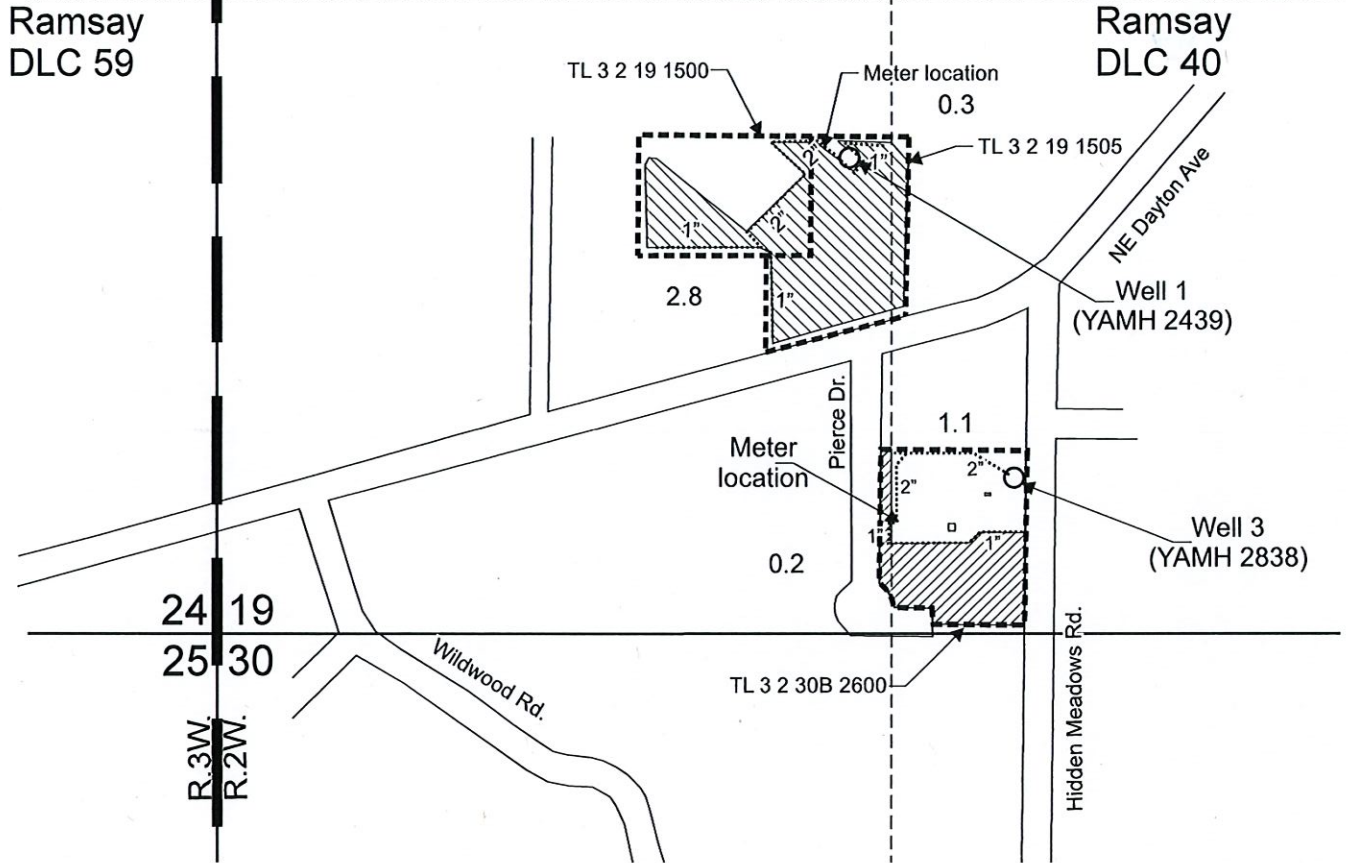 Ramsay
DLC 59
Ramsay
DLC 40
TL 3 2 19 1500
Meter location
0.3
TL 3 2 19 1505
2"
1"
1"
2"
NE Dayton Ave
2.8
1"
Well 1
(YAMH 2439)
Pierce Dr.
1.1
Meter
location
2"
2"
1"
1"
Well 3
(YAMH 2838)
0.2
24 19
25 30
Wildwood Rd.
TL 3 2 30B 2600
Hidden Meadows Rd.
R.3W.
R.2W.